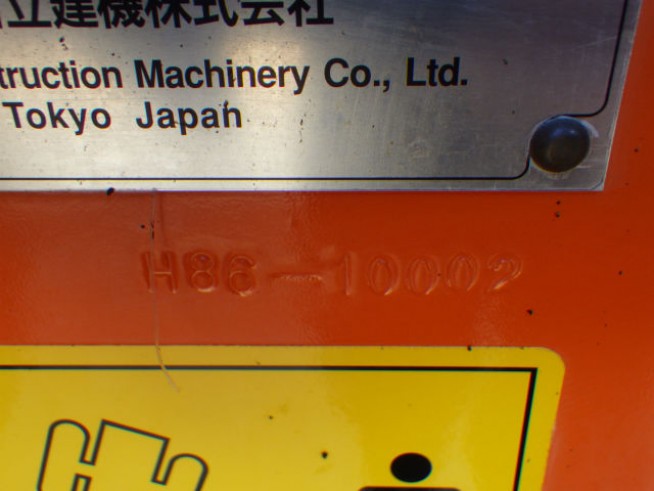 立建機株式会社
truction Machinery Co., Ltd.
Tokyo Japan
H86-10002